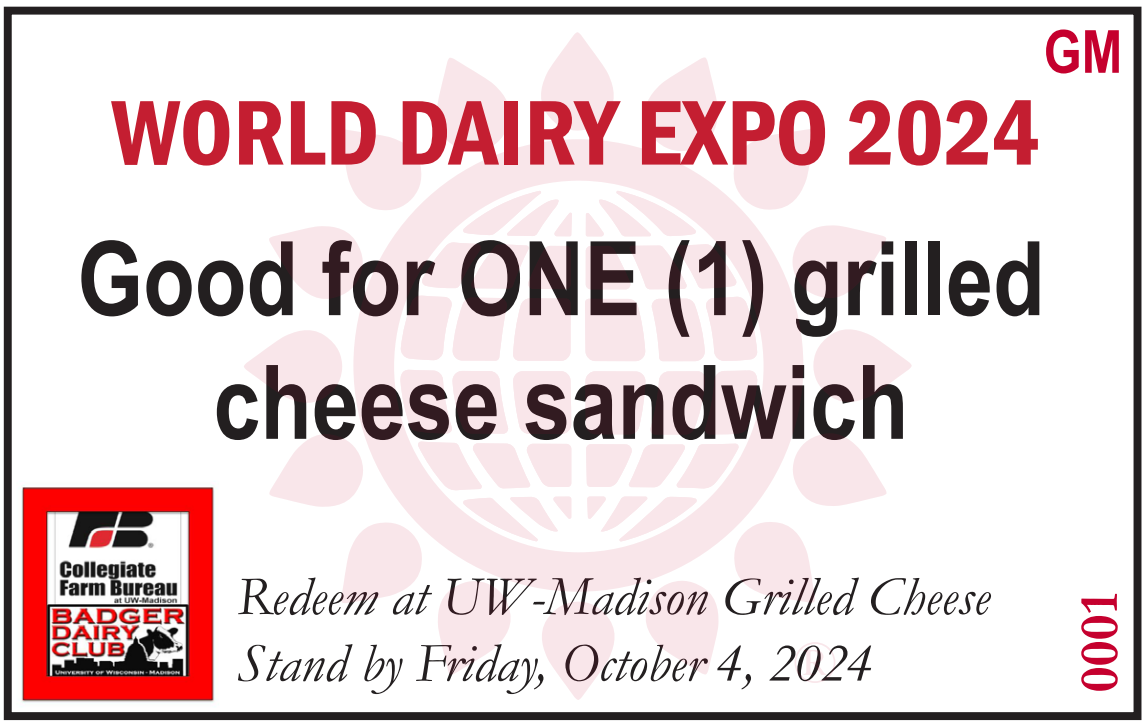 GM
WORLD DAIRY EXPO 2024
Good for ONE (1) grilled
cheese sandwich
FB
Collegiate
Farm Bureau
at UW-Madison
BADGER
DAIRY
CLUB
UNIVERSITY OF WISCONSIN - MADISON
Redeem at UW-Madison Grilled Cheese
Stand by Friday, October 4, 2024
0001